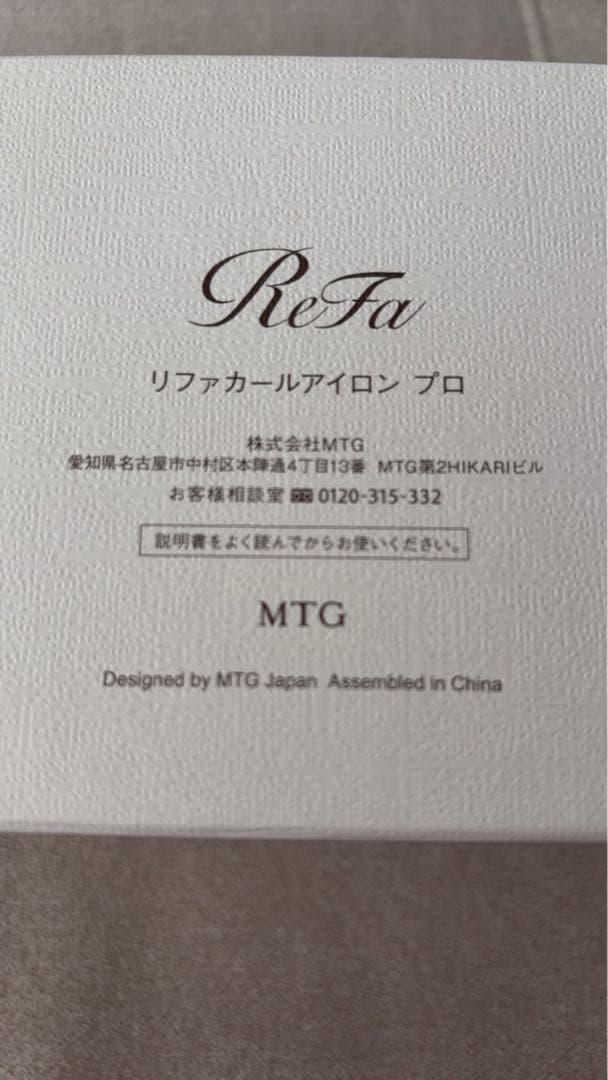 ReFa
リファカールアイロン プロ
株式会社MTG
愛知県名古屋市中村区本陣通4丁目13番 MTG第2HIKARIビル
お客様相談室 0120-315-332
説明書をよく読んでからお使いください。
MTG
Designed by MTG Japan Assembled in China